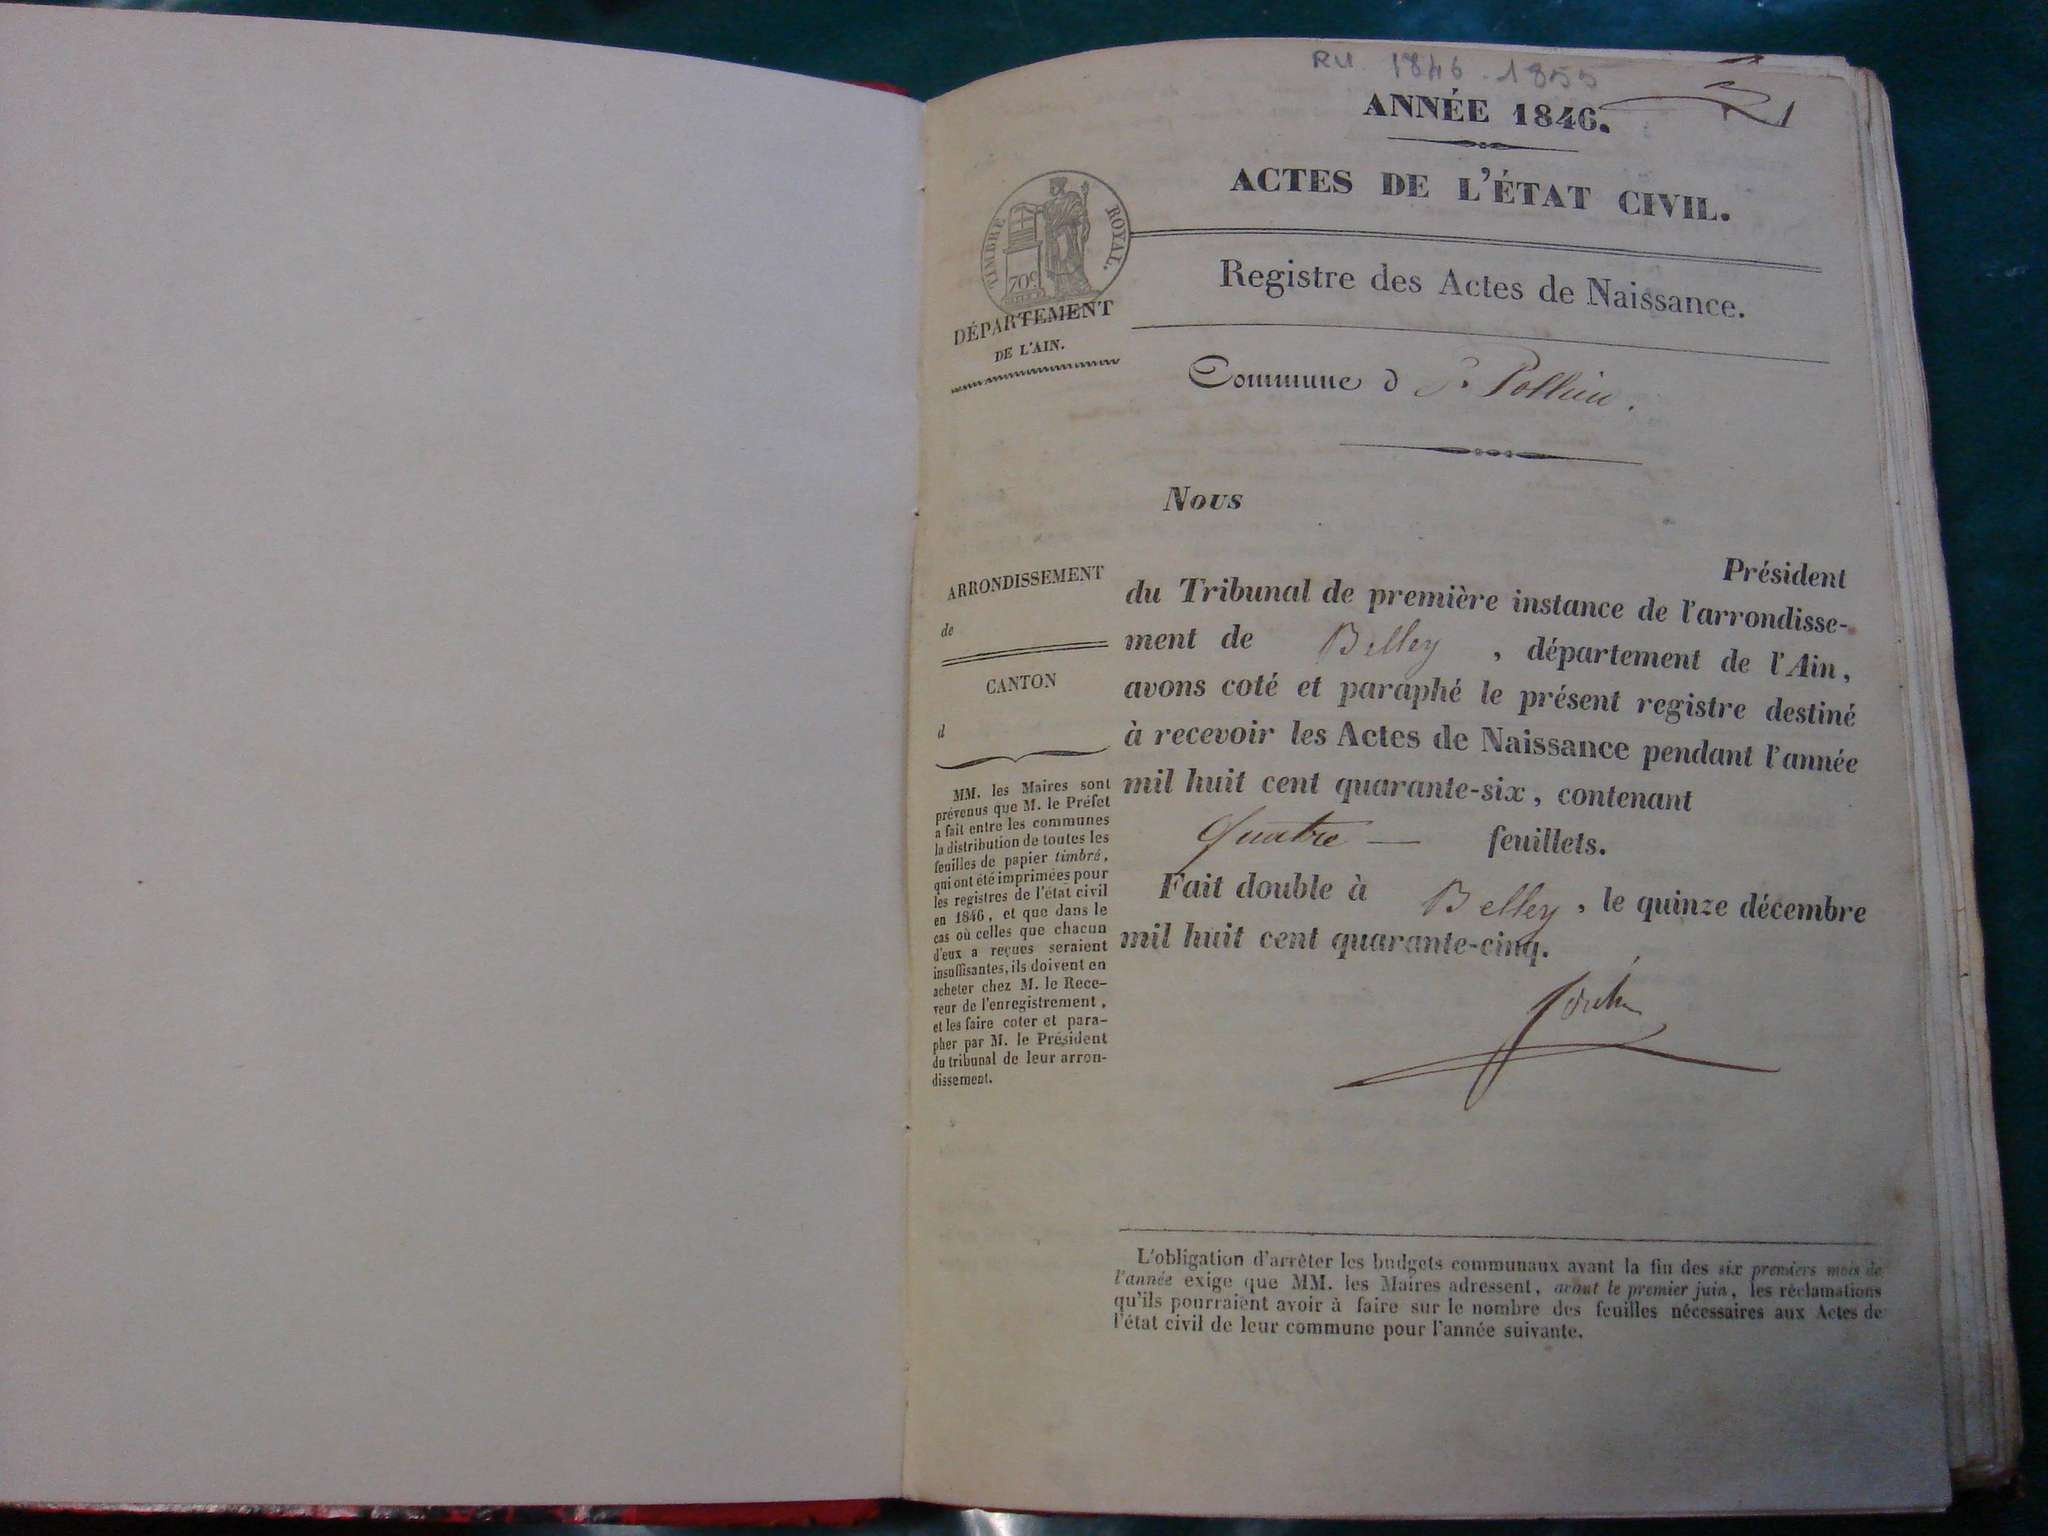 RU 1846-1855
ANNÉE 1846.
1
ACTES DE L'ÉTAT CIVIL.
TIMBRE ROYAL.
70c
Registre des Actes de Naissance.
DÉPARTEMENT
DE L'AIN.
Commune d Pollieu.
Nous
Président
du Tribunal de première instance de l'arrondisse-
ment de Belley, département de l'Ain,
avons coté et paraphé le présent registre destiné
à recevoir les Actes de Naissance pendant l'année
mil huit cent quarante-six, contenant
Quatre — feuillets.
Fait double à Belley, le quinze décembre
mil huit cent quarante-cinq.
ARRONDISSEMENT
de
CANTON
d
MM. les Maires sont
prévenus que M. le Préfet
a fait entre les communes
la distribution de toutes les
feuilles de papier timbré,
qui ont été imprimées pour
les registres de l'état civil
en 1846, et que dans le
cas où celles que chacun
d'eux a reçues seraient
insuffisantes, ils doivent en
acheter chez M. le Rece-
veur de l'enregistrement,
et les faire coter et para-
pher par M. le Président
du tribunal de leur arron-
dissement.
L'obligation d'arrêter les budgets communaux avant la fin des six premiers mois de
l'année exige que MM. les Maires adressent, avant le premier juin, les réclamations
qu'ils pourraient avoir à faire sur le nombre des feuilles nécessaires aux Actes de
l'état civil de leur commune pour l'année suivante.